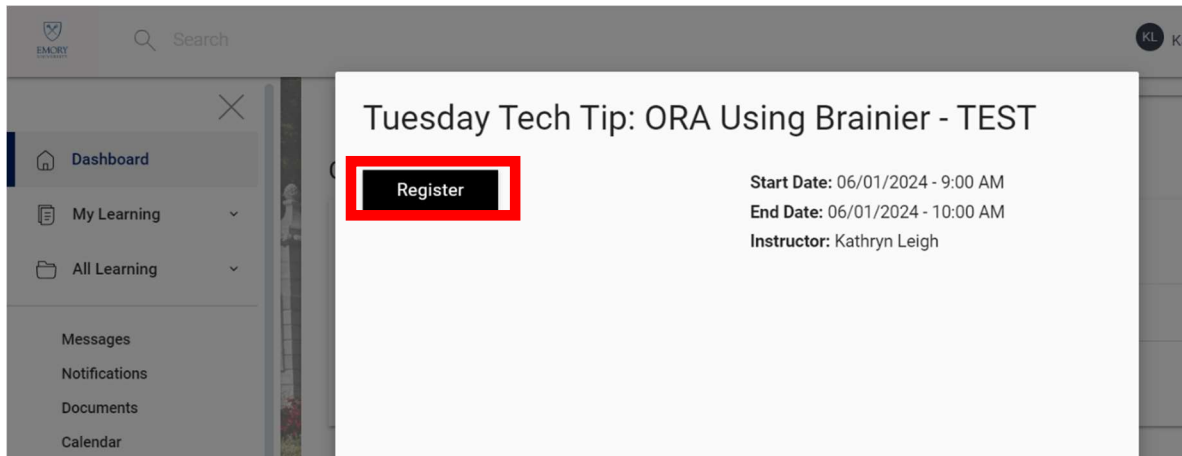 EMORY
UNIVERSITY
Search
KL K
Tuesday Tech Tip: ORA Using Brainier - TEST
Register
Start Date: 06/01/2024 - 9:00 AM
End Date: 06/01/2024 - 10:00 AM
Instructor: Kathryn Leigh
Dashboard
My Learning
All Learning
Messages
Notifications
Documents
Calendar